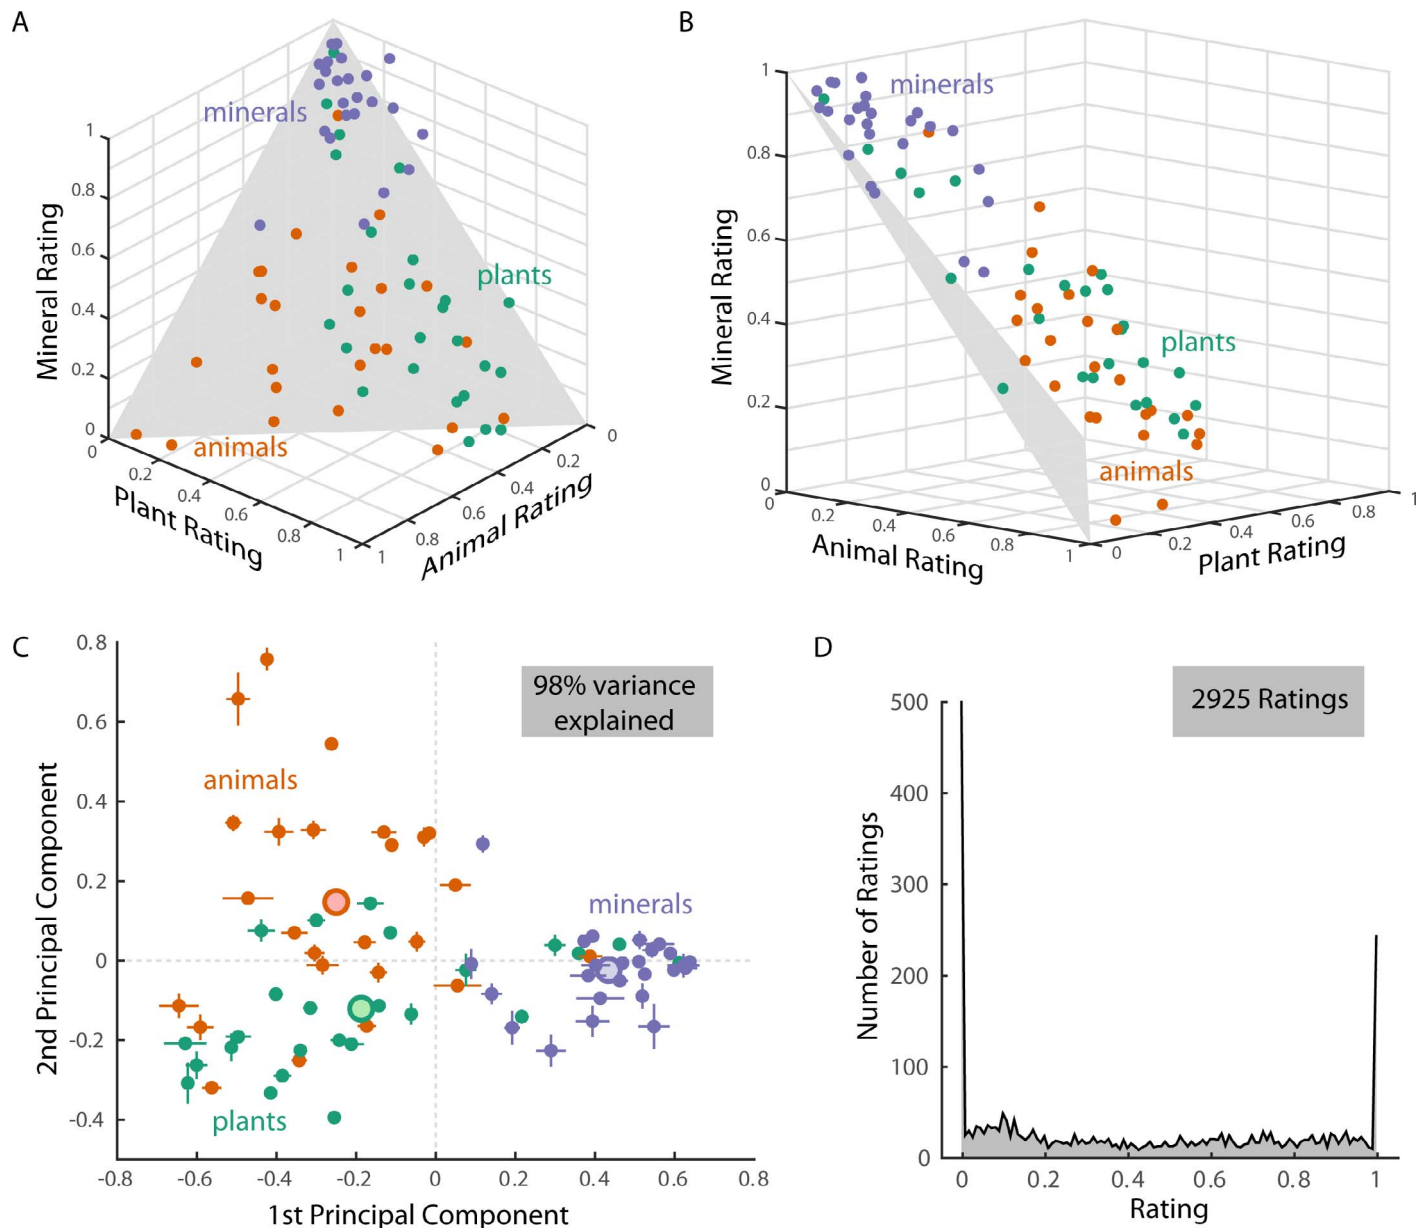 A
minerals
plants
animals
Mineral Rating
1
0.8
0.6
0.4
0.2
0
0
0.2
0.4
0.6
0.8
1
Plant Rating
1
0.8
0.6
0.4
0.2
0
Animal Rating
B
minerals
plants
animals
Mineral Rating
1
0.8
0.6
0.4
0.2
0
0
0.2
0.4
0.6
0.8
1
Animal Rating
0
0.2
0.4
0.6
0.8
1
Plant Rating
C
98% variance
explained
animals
minerals
plants
2nd Principal Component
0.8
0.6
0.4
0.2
0
-0.2
-0.4
-0.8
-0.6
-0.4
-0.2
0
0.2
0.4
0.6
0.8
1st Principal Component
D
2925 Ratings
Number of Ratings
500
400
300
200
100
0
0
0.2
0.4
0.6
0.8
1
Rating